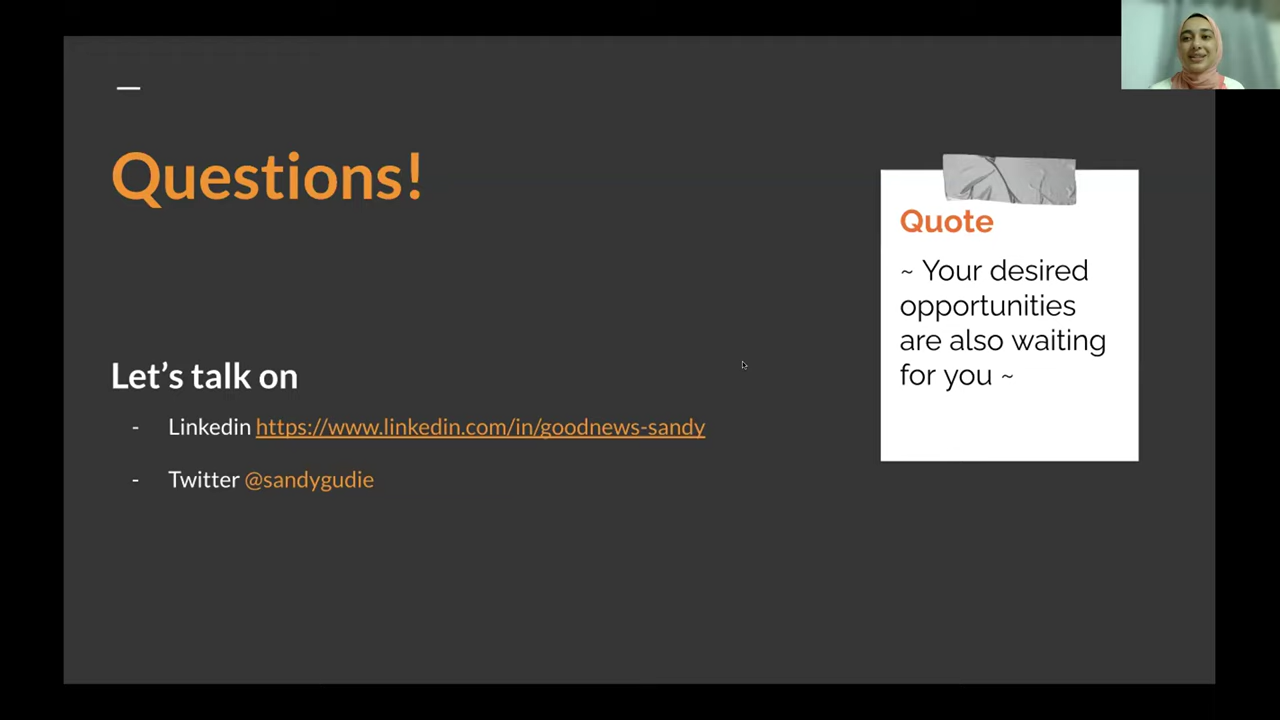 Questions!
Let’s talk on
- Linkedin https://www.linkedin.com/in/goodnews-sandy
- Twitter @sandygudie
Quote
~ Your desired
opportunities
are also waiting
for you ~